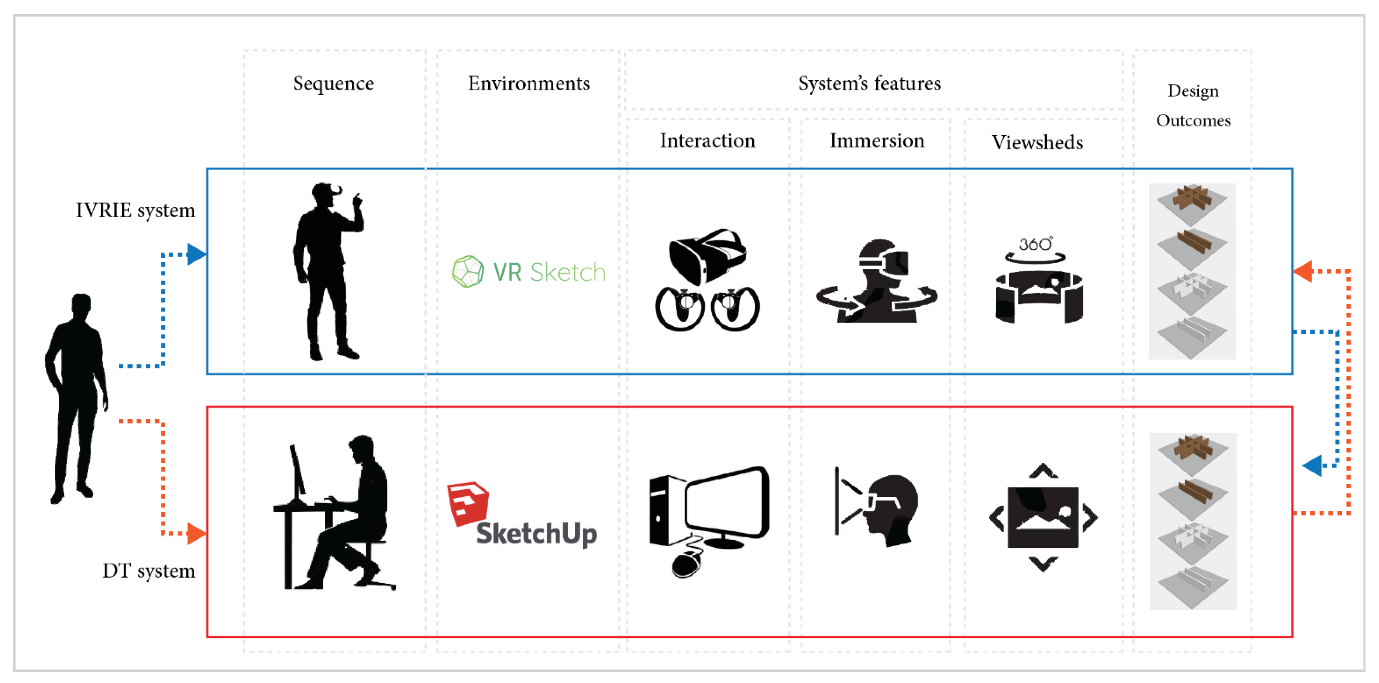 Sequence
Environments
System's features
Design
Outcomes
Interaction
Immersion
Viewsheds
IVRIE system
VR Sketch
360°
SketchUp
DT system